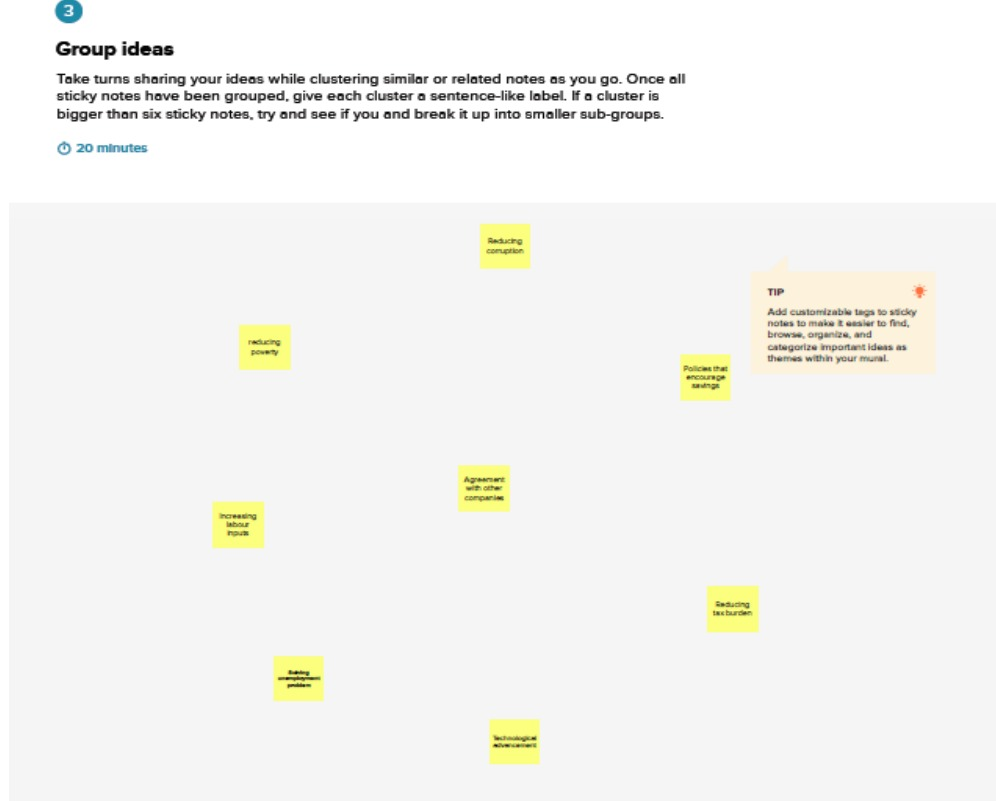 3
Group ideas
Take turns sharing your ideas while clustering similar or related notes as you go. Once all
sticky notes have been grouped, give each cluster a sentence-like label. If a cluster is
bigger than six sticky notes, try and see if you and break it up into smaller sub-groups.
20 minutes
Reducing
corruption
TIP
Add customizable tags to sticky
notes to make it easier to find,
browse, organize, and
categorize important ideas as
themes within your mural.
reducing
poverty
Policies that
encourage
savings
Agreement
with other
companies
Increasing
labour
inputs
Reducing
tax burden
Solving
unemployment
problem
Technological
advancement